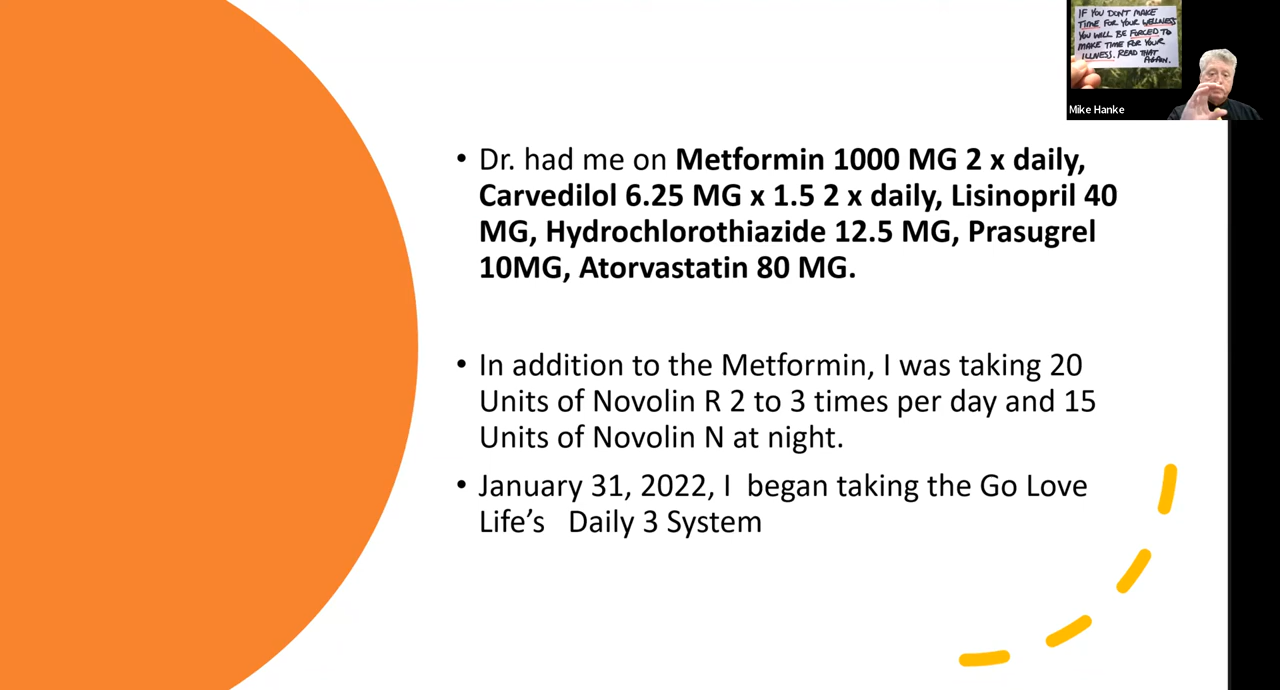 IF YOU DON'T MAKE
TIME FOR YOUR WELLNESS
YOU WILL BE FORCED TO
MAKE TIME FOR YOUR
ILLNESS. READ THAT
AGAIN.
Mike Hanke
• Dr. had me on Metformin 1000 MG 2 x daily,
Carvedilol 6.25 MG x 1.5 2 x daily, Lisinopril 40
MG, Hydrochlorothiazide 12.5 MG, Prasugrel
10MG, Atorvastatin 80 MG.
• In addition to the Metformin, I was taking 20
Units of Novolin R 2 to 3 times per day and 15
Units of Novolin N at night.
• January 31, 2022, I  began taking the Go Love
Life’s   Daily 3 System